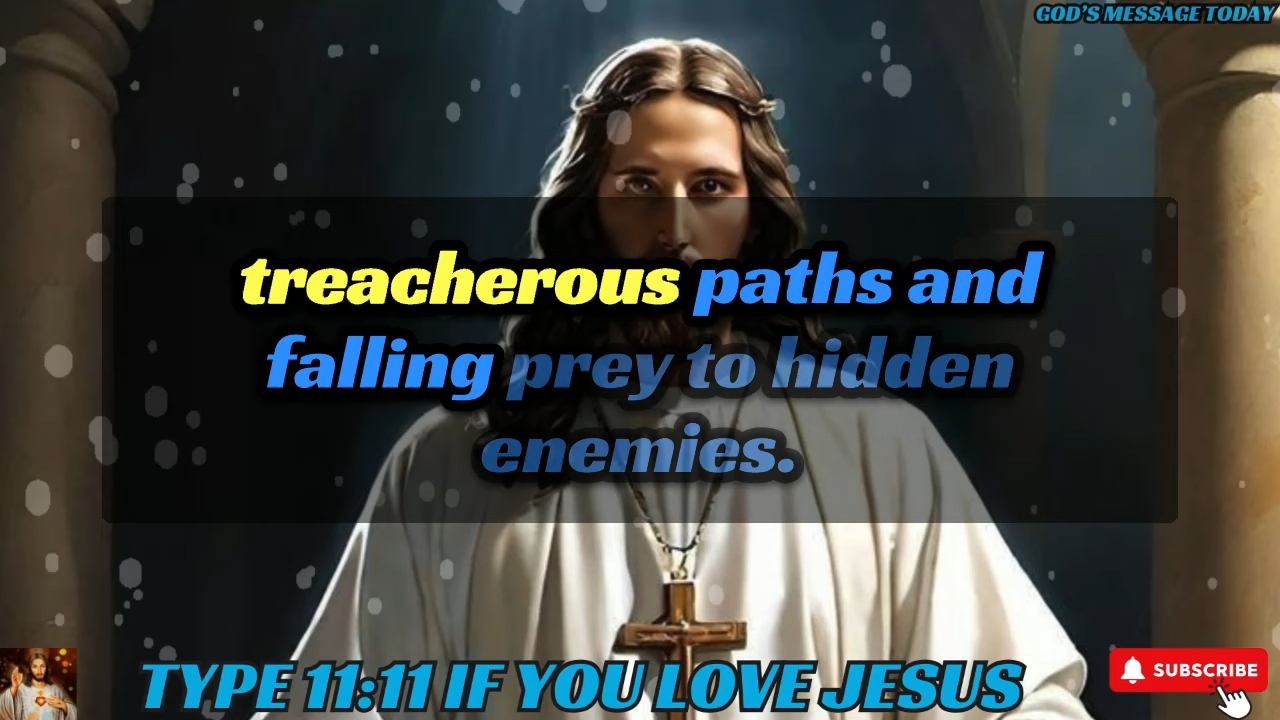 GOD'S MESSAGE TODAY
treacherous paths and
falling prey to hidden
enemies.
TYPE 11:11 IF YOU LOVE JESUS
SUBSCRIBE